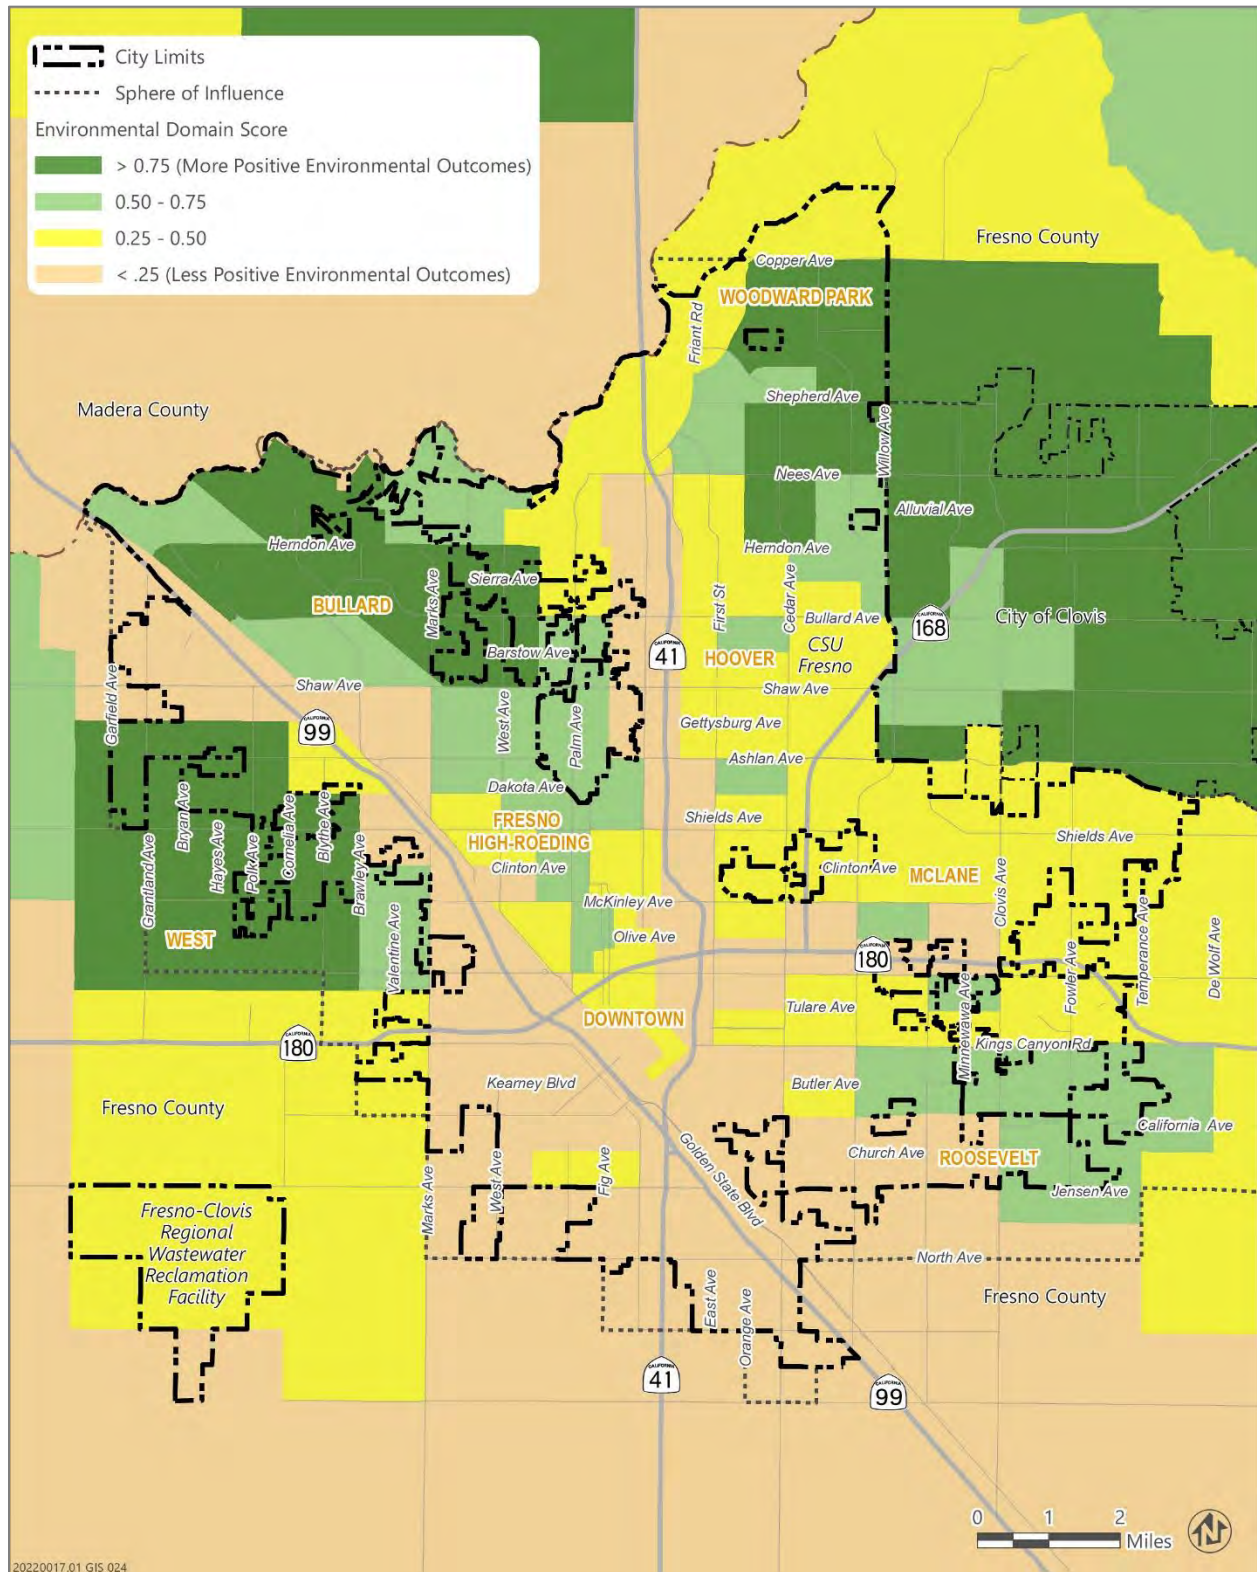 City Limits
Sphere of Influence
Environmental Domain Score
> 0.75 (More Positive Environmental Outcomes)
0.50 - 0.75
0.25 - 0.50
< .25 (Less Positive Environmental Outcomes)
Fresno County
Copper Ave
WOODWARD PARK
Friant Rd
Madera County
Shepherd Ave
Willow Ave
Nees Ave
Alluvial Ave
Herndon Ave
Herndon Ave
Sierra Ave
Marks Ave
First St
Cedar Ave
BULLARD
Bullard Ave
CALIFORNIA
168
City of Clovis
Barstow Ave
CALIFORNIA
41
HOOVER
CSU
Fresno
Shaw Ave
Shaw Ave
Garfield Ave
CALIFORNIA
99
West Ave
Palm Ave
Gettysburg Ave
Ashlan Ave
Dakota Ave
Bryan Ave
Hayes Ave
Polk Ave
Cornelia Ave
Blythe Ave
Brawley Ave
Grantland Ave
FRESNO
HIGH-ROEDING
Shields Ave
Shields Ave
Clinton Ave
Clinton Ave
MCLANE
Clovis Ave
McKinley Ave
WEST
Valentine Ave
Olive Ave
CALIFORNIA
180
Fowler Ave
Temperance Ave
De Wolf Ave
DOWNTOWN
Tulare Ave
Minnewawa Ave
CALIFORNIA
180
Kings Canyon Rd
Kearney Blvd
Butler Ave
Fresno County
California Ave
Golden State Blvd
Church Ave
ROOSEVELT
Marks Ave
West Ave
Fig Ave
Jensen Ave
Fresno-Clovis
Regional
Wastewater
Reclamation
Facility
North Ave
East Ave
Orange Ave
Fresno County
CALIFORNIA
41
CALIFORNIA
99
0 1 2
Miles
N
20220017.01 GIS 024